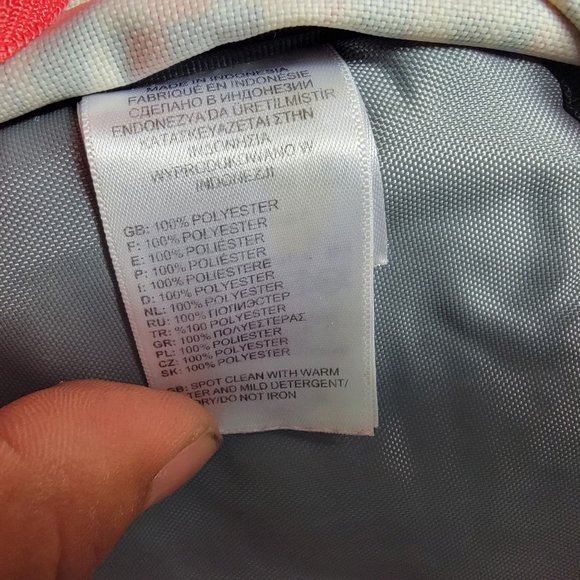 MADE IN INDONESIA
FABRIQUÉ EN INDONÉSIE
СДЕЛАНО В ИНДОНЕЗИИ
ENDONEZYA'DA ÜRETILMISTIR
ΚΑΤΑΣΚΕΥΑΖΕΤΑΙ ΣΤΗΝ
ΙΝΔΟΝΗΣΙΑ
WYPRODUKOWANO W
INDONEZJI
GB: 100% POLYESTER
F: 100% POLYESTER
E: 100% POLIÉSTER
P: 100% POLIÉSTER
I: 100% POLIESTERE
D: 100% POLYESTER
NL: 100% POLYESTER
RU: 100% ПОЛИЭСТЕР
TR: %100 POLYESTER
GR: 100% ΠΟΛΥΕΣΤΕΡΑΣ
PL: 100% POLIESTER
CZ: 100% POLYESTER
SK: 100% POLYESTER
GB: SPOT CLEAN WITH WARM
TER AND MILD DETERGENT/
DRY/DO NOT IRON